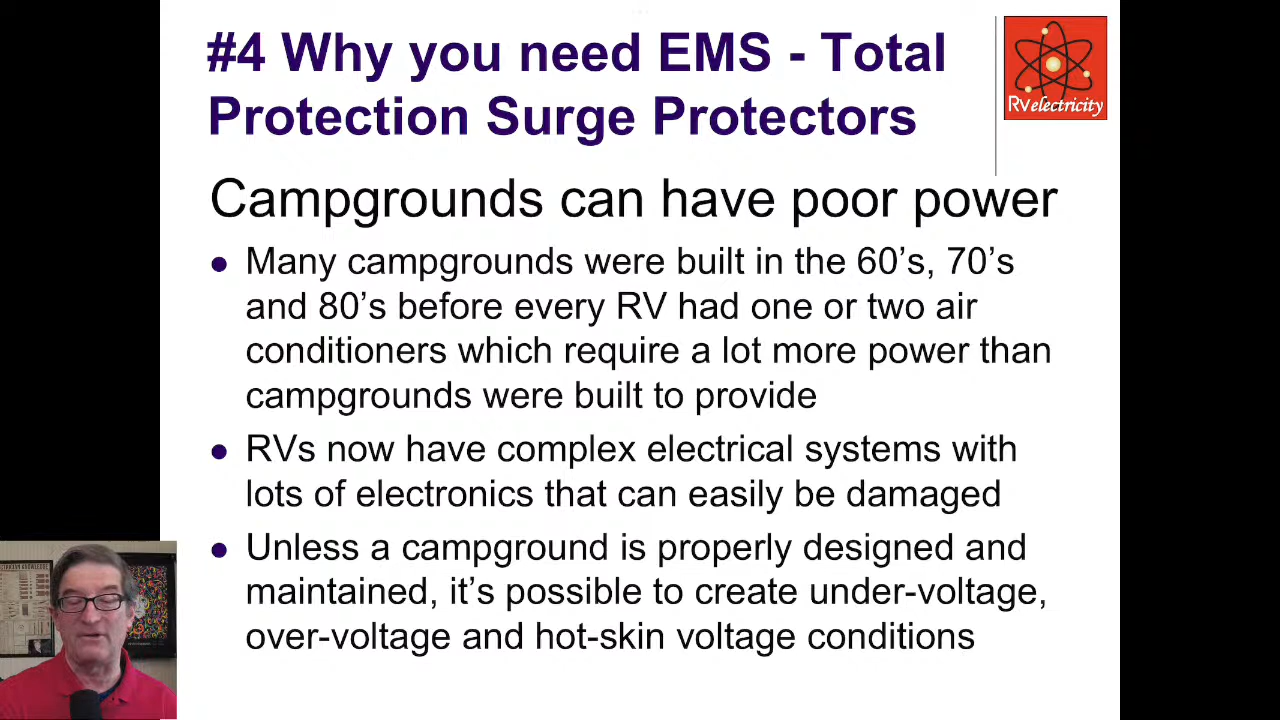 #4 Why you need EMS - Total
Protection Surge Protectors
RVelectricity
Campgrounds can have poor power
• Many campgrounds were built in the 60's, 70's
and 80's before every RV had one or two air
conditioners which require a lot more power than
campgrounds were built to provide
• RVs now have complex electrical systems with
lots of electronics that can easily be damaged
• Unless a campground is properly designed and
maintained, it's possible to create under-voltage,
over-voltage and hot-skin voltage conditions